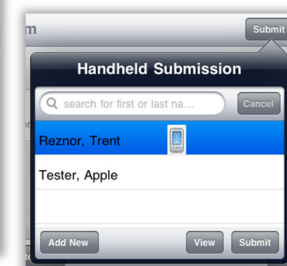 m
Submit
Handheld Submission
search for first or last na...
Cancel
Reznor, Trent
Tester, Apple
Add New
View
Submit